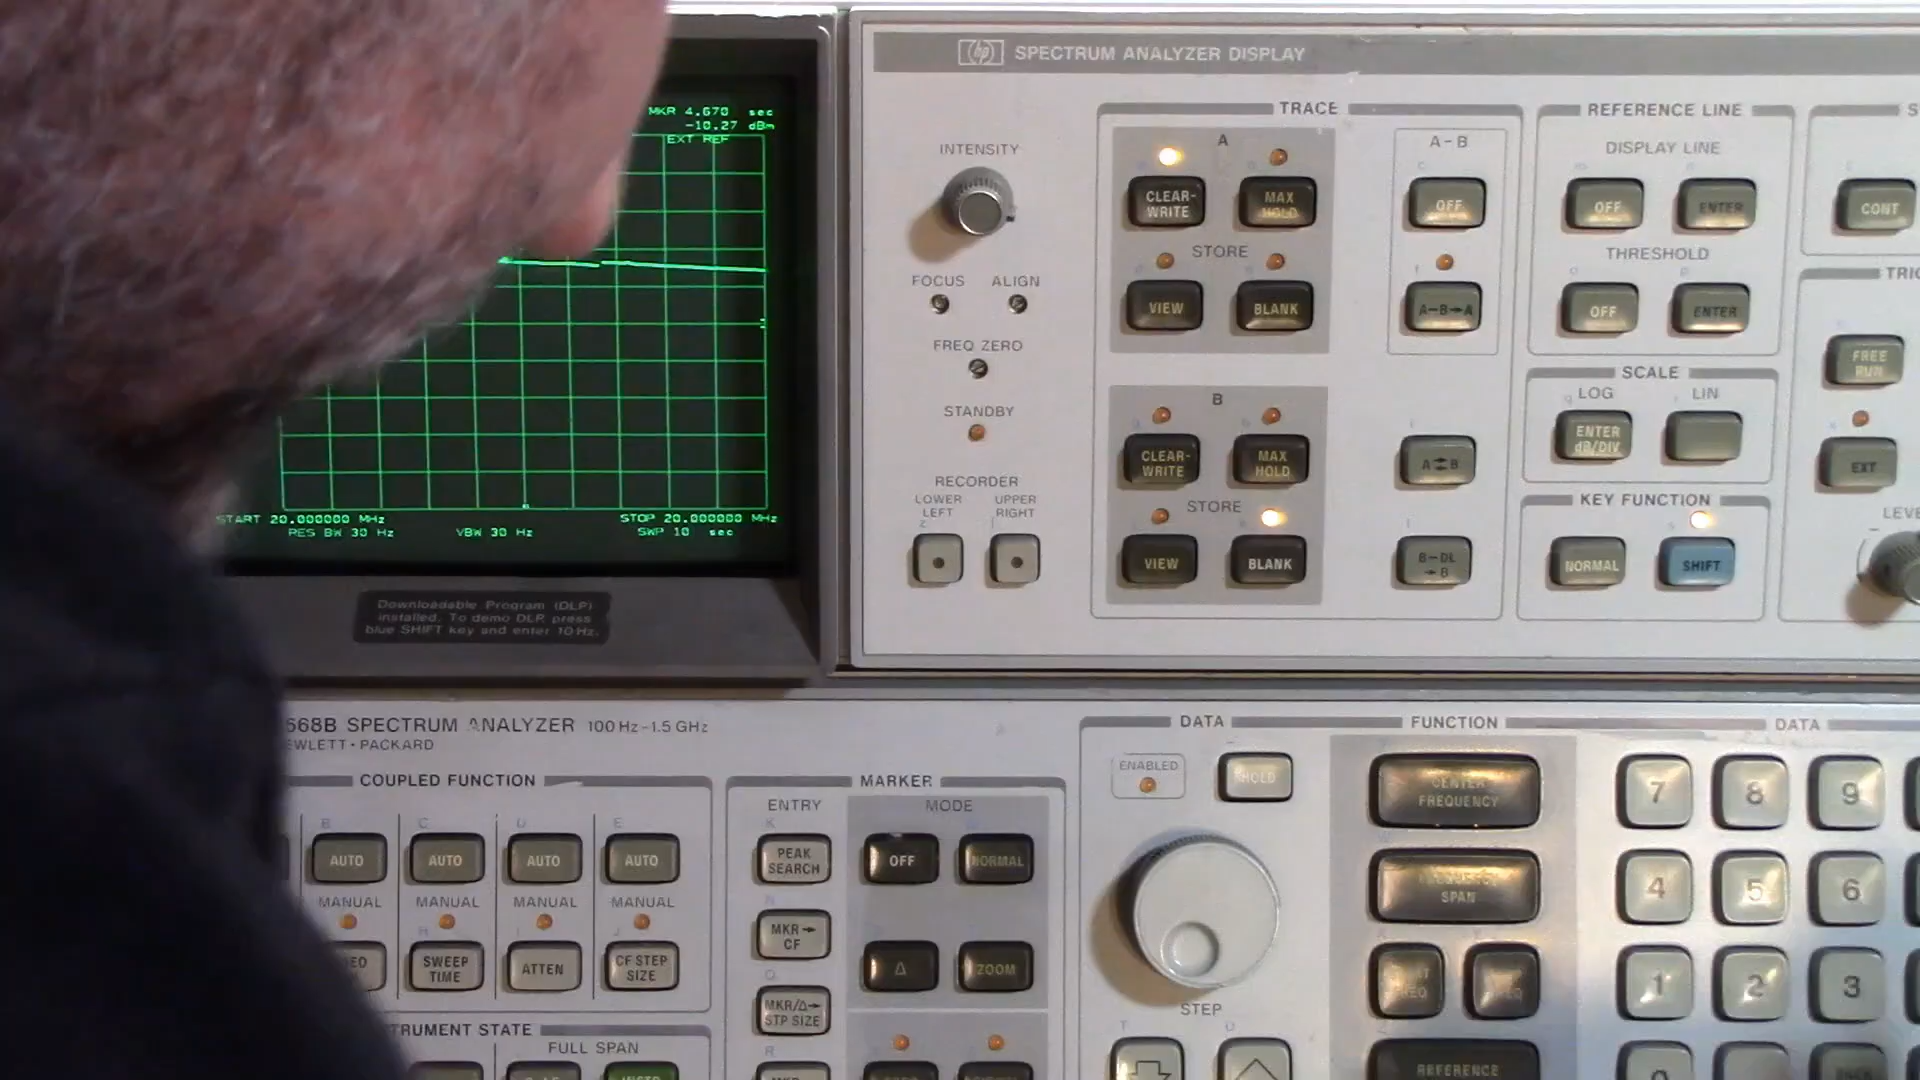 hp SPECTRUM ANALYZER DISPLAY
MKR 4.670 sec
-10.27 dBm
EXT REF
START 20.000000 MHz
STOP 20.000000 MHz
RES BW 30 Hz
VBW 30 Hz
SWP 10 sec
Downloadable Program (DLP)
installed. To demo DLP, press
blue SHIFT key and enter 10 Hz.
INTENSITY
FOCUS
ALIGN
FREQ ZERO
STANDBY
RECORDER
LOWER
LEFT
UPPER
RIGHT
TRACE
A
CLEAR-
WRITE
MAX
HOLD
STORE
VIEW
BLANK
B
CLEAR-
WRITE
MAX
HOLD
STORE
VIEW
BLANK
A-B
OFF
A-B→A
A⇄B
B-DL
→B
REFERENCE LINE
DISPLAY LINE
OFF
ENTER
THRESHOLD
OFF
ENTER
SCALE
LOG
LIN
ENTER
dB/DIV
KEY FUNCTION
NORMAL
SHIFT
CONT
FREE
RUN
EXT
668B SPECTRUM ANALYZER 100 Hz-1.5 GHz
HEWLETT • PACKARD
COUPLED FUNCTION
B
C
D
E
AUTO
AUTO
AUTO
AUTO
MANUAL
MANUAL
MANUAL
MANUAL
H
I
J
SWEEP
TIME
ATTEN
CF STEP
SIZE
INSTRUMENT STATE
FULL SPAN
MARKER
ENTRY
MODE
K
PEAK
SEARCH
OFF
NORMAL
N
MKR→
CF
Δ
ZOOM
Q
MKR/Δ→
STP SIZE
R
MKR
DATA
ENABLED
HOLD
STEP
T
U
FUNCTION
CENTER
FREQUENCY
FREQUENCY
SPAN
REFERENCE
DATA
7
8
9
4
5
6
1
2
3
0